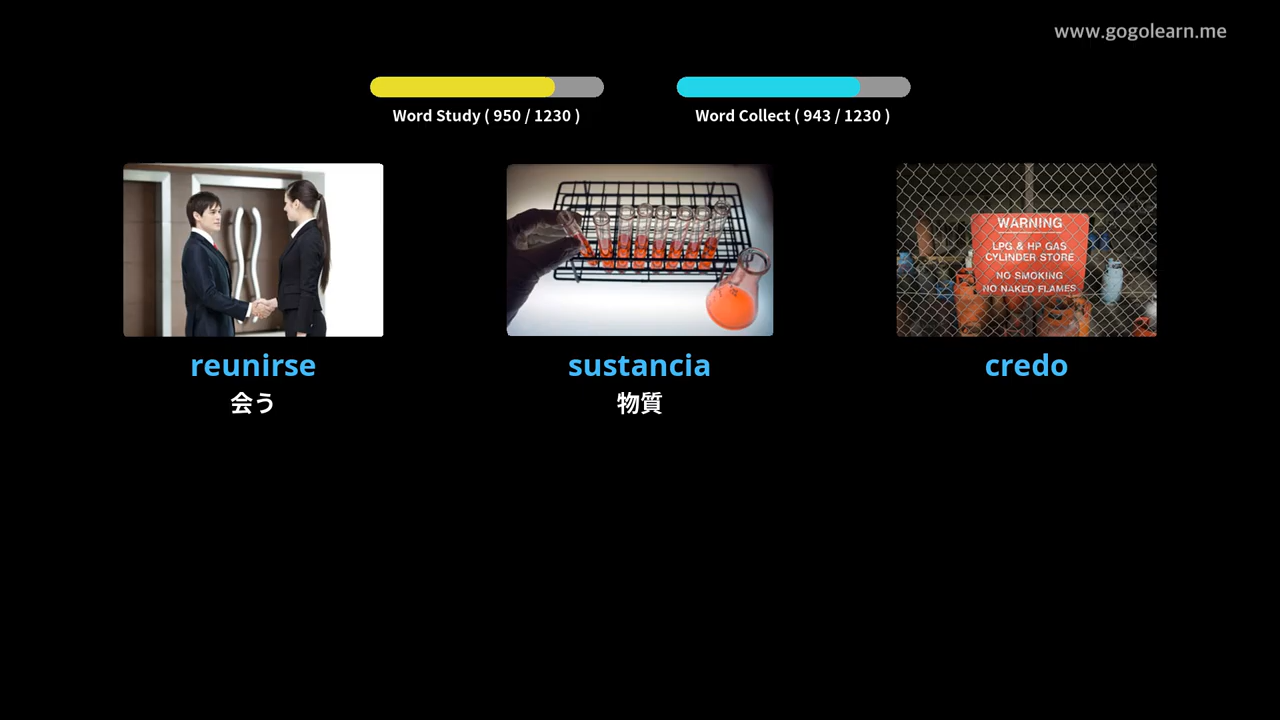 www.gogolearn.me
Word Study ( 950 / 1230 )
Word Collect ( 943 / 1230 )
WARNING
LPG & HP GAS
CYLINDER STORE
NO SMOKING
NO NAKED FLAMES
reunirse
sustancia
credo
会う
物質